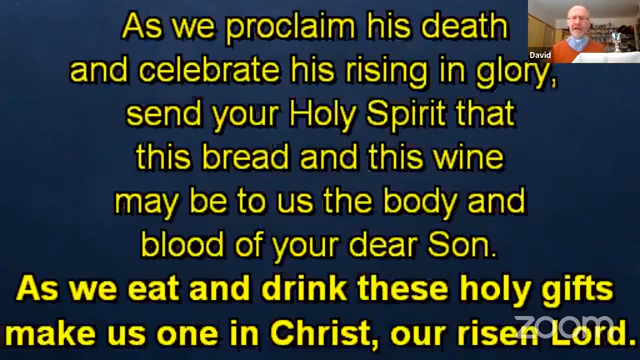 As we proclaim his death
and celebrate his rising in glory,
send your Holy Spirit that
this bread and this wine
may be to us the body and
blood of your dear Son.
As we eat and drink these holy gifts
make us one in Christ, our risen Lord.
David
zoom